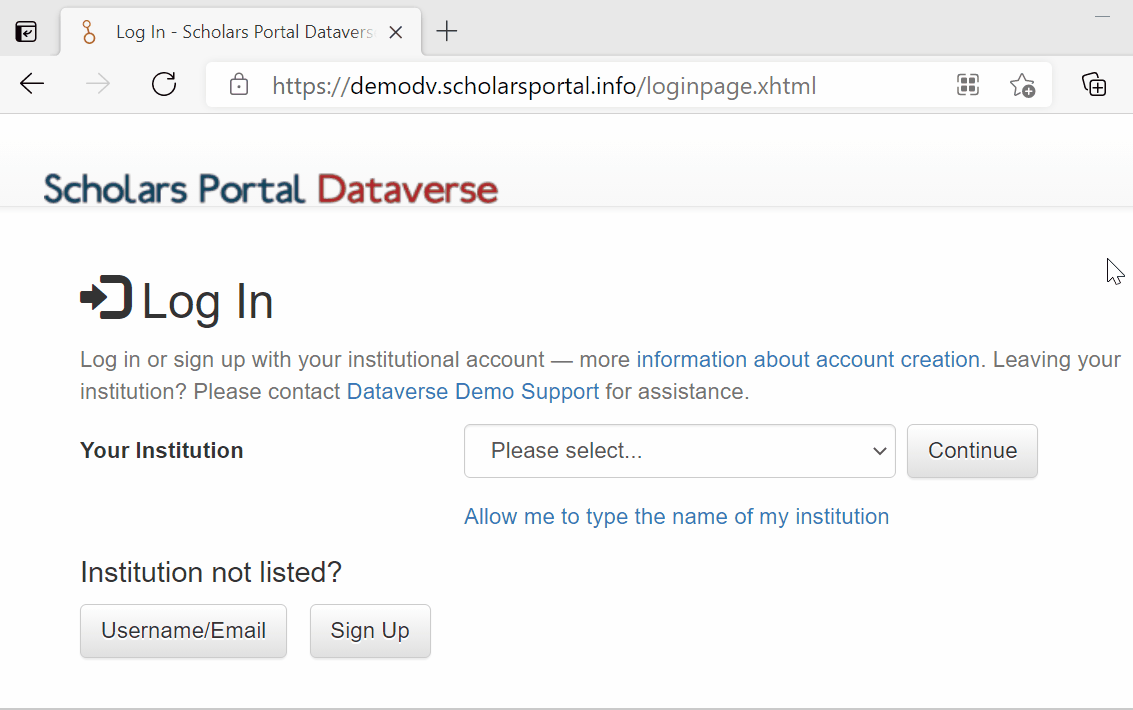 Log In - Scholars Portal Datavers
https://demodv.scholarsportal.info/loginpage.xhtml
Scholars Portal Dataverse
Log In
Log in or sign up with your institutional account — more information about account creation. Leaving your
institution? Please contact Dataverse Demo Support for assistance.
Your Institution Please select... Continue
Allow me to type the name of my institution
Institution not listed?
Username/Email Sign Up